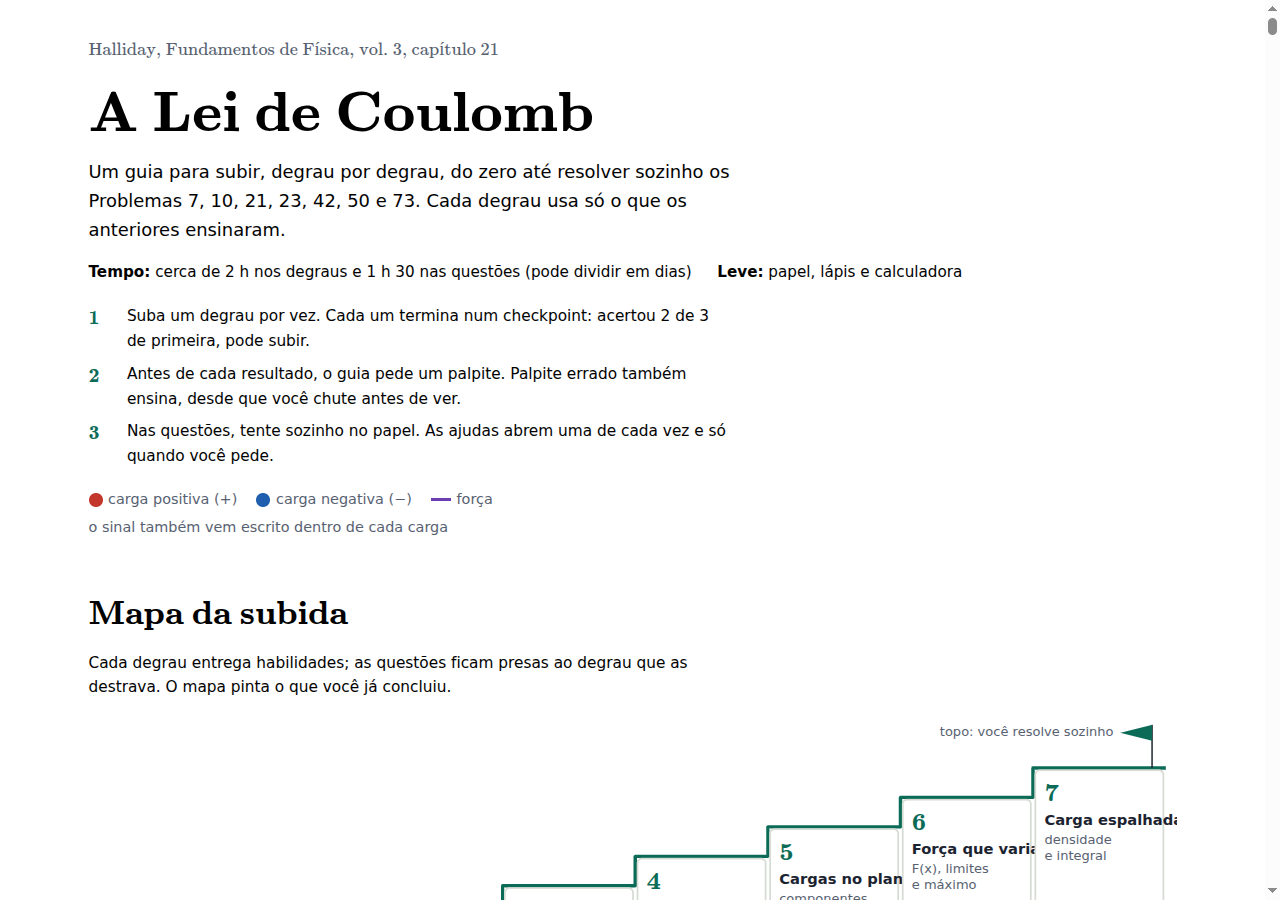 Halliday, Fundamentos de Física, vol. 3, capítulo 21
A Lei de Coulomb
Um guia para subir, degrau por degrau, do zero até resolver sozinho os
Problemas 7, 10, 21, 23, 42, 50 e 73. Cada degrau usa só o que os
anteriores ensinaram.
Tempo: cerca de 2 h nos degraus e 1 h 30 nas questões (pode dividir em dias) Leve: papel, lápis e calculadora
1 Suba um degrau por vez. Cada um termina num checkpoint: acertou 2 de 3
de primeira, pode subir.
2 Antes de cada resultado, o guia pede um palpite. Palpite errado também
ensina, desde que você chute antes de ver.
3 Nas questões, tente sozinho no papel. As ajudas abrem uma de cada vez e só
quando você pede.
carga positiva (+) carga negativa (−) força
o sinal também vem escrito dentro de cada carga
Mapa da subida
Cada degrau entrega habilidades; as questões ficam presas ao degrau que as
destrava. O mapa pinta o que você já concluiu.
topo: você resolve sozinho
7
Carga espalhada
densidade
e integral
6
Força que varia
F(x), limites
e máximo
5
Cargas no plan
componentes
4